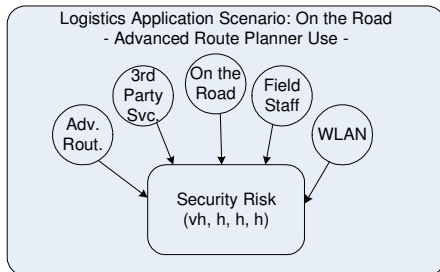 Logistics Application Scenario: On the Road
- Advanced Route Planner Use -
Adv.
Rout.
3rd
Party
Svc.
On the
Road
Field
Staff
WLAN
Security Risk
(vh, h, h, h)